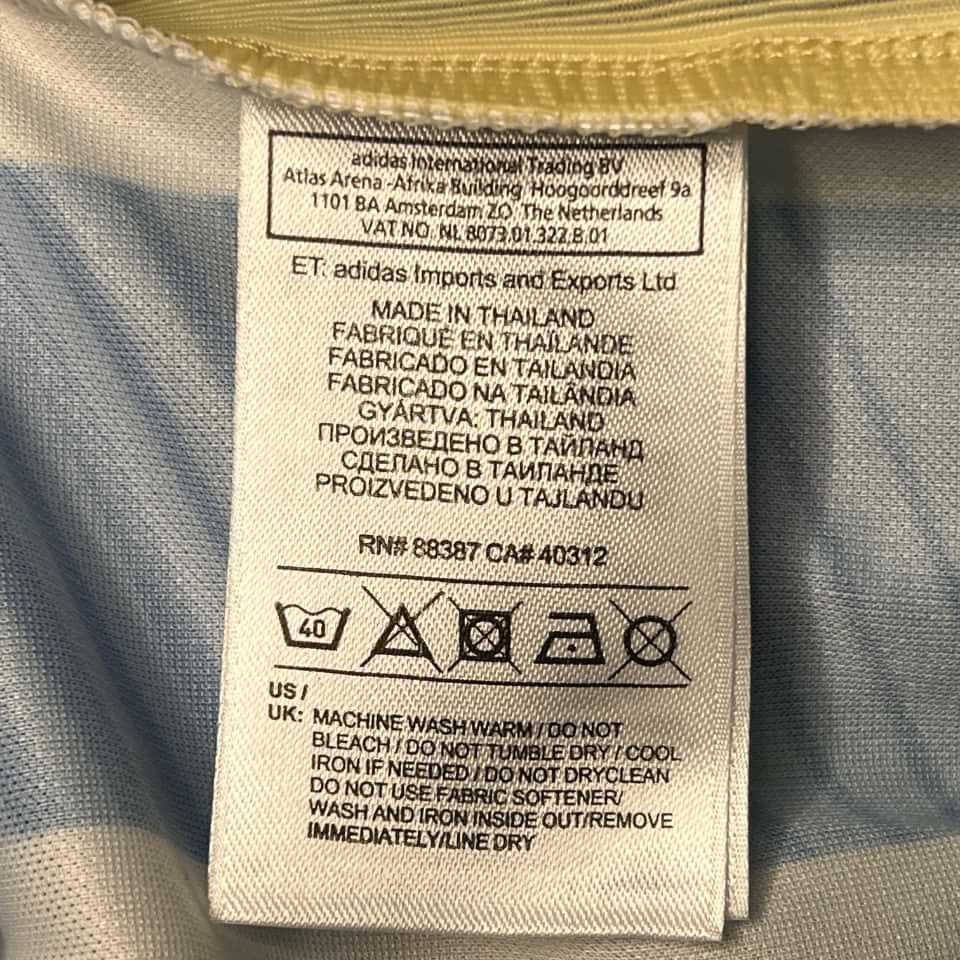 adidas International Trading BV
Atlas Arena -Afrika Building Hoogoorddreef 9a
1101 BA Amsterdam ZO The Netherlands
VAT NO. NL 8073.01.322.B.01
ET: adidas Imports and Exports Ltd
MADE IN THAILAND
FABRIQUÉ EN THAÏLANDE
FABRICADO EN TAILANDIA
FABRICADO NA TAILÂNDIA
GYÁRTVA: THAILAND
ПРОИЗВЕДЕНО В ТАЙЛАНД
СДЕЛАНО В ТАИЛАНДЕ
PROIZVEDENO U TAJLANDU
RN# 88387 CA# 40312
40
US /
UK: MACHINE WASH WARM / DO NOT
BLEACH / DO NOT TUMBLE DRY / COOL
IRON IF NEEDED / DO NOT DRYCLEAN
DO NOT USE FABRIC SOFTENER/
WASH AND IRON INSIDE OUT/REMOVE
IMMEDIATELY/LINE DRY